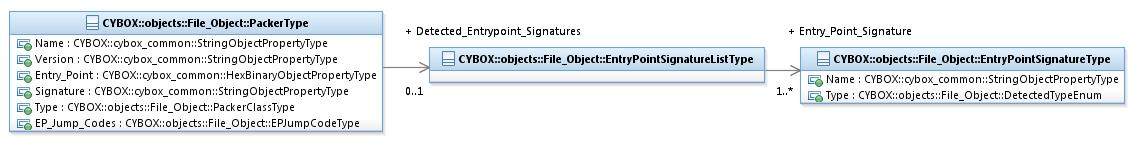 CYBOX::objects::File_Object::PackerType
Name : CYBOX::cybox_common::StringObjectPropertyType
Version : CYBOX::cybox_common::StringObjectPropertyType
Entry_Point : CYBOX::cybox_common::HexBinaryObjectPropertyType
Signature : CYBOX::cybox_common::StringObjectPropertyType
Type : CYBOX::objects::File_Object::PackerClassType
EP_Jump_Codes : CYBOX::objects::File_Object::EPJumpCodeType
+ Detected_Entrypoint_Signatures
0..1
CYBOX::objects::File_Object::EntryPointSignatureListType
+ Entry_Point_Signature
1..*
CYBOX::objects::File_Object::EntryPointSignatureType
Name : CYBOX::cybox_common::StringObjectPropertyType
Type : CYBOX::objects::File_Object::DetectedTypeEnum